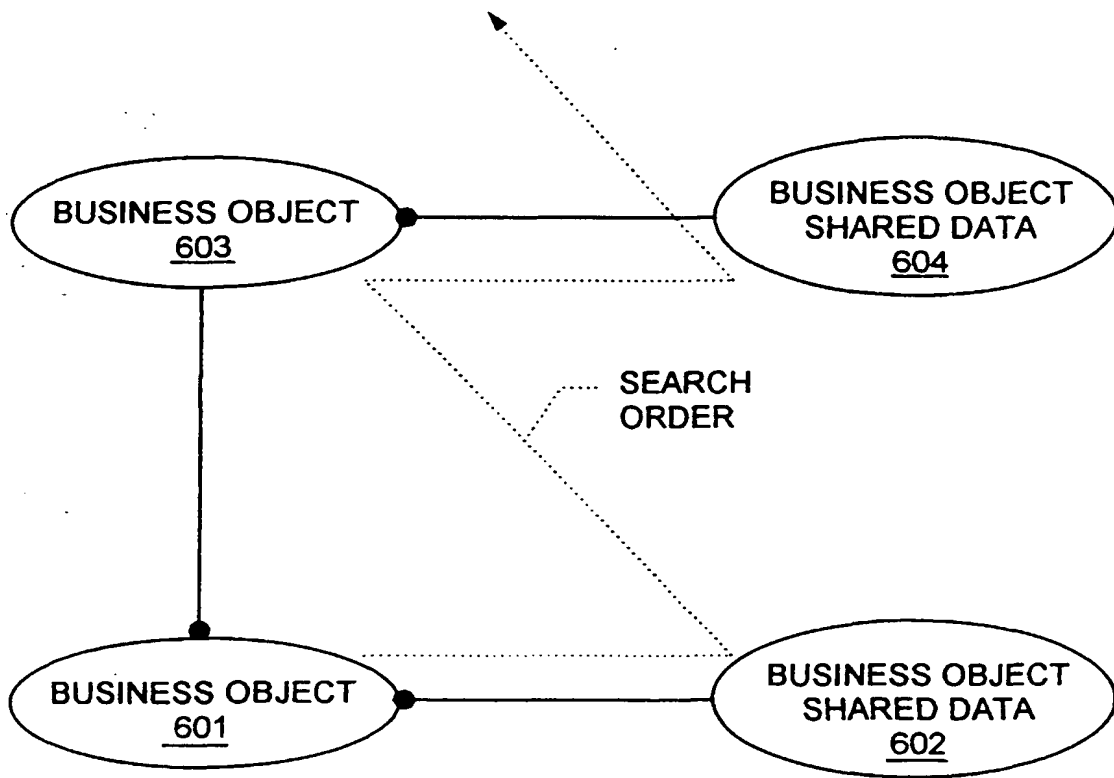 BUSINESS OBJECT
603
BUSINESS OBJECT
SHARED DATA
604
SEARCH
ORDER
BUSINESS OBJECT
601
BUSINESS OBJECT
SHARED DATA
602